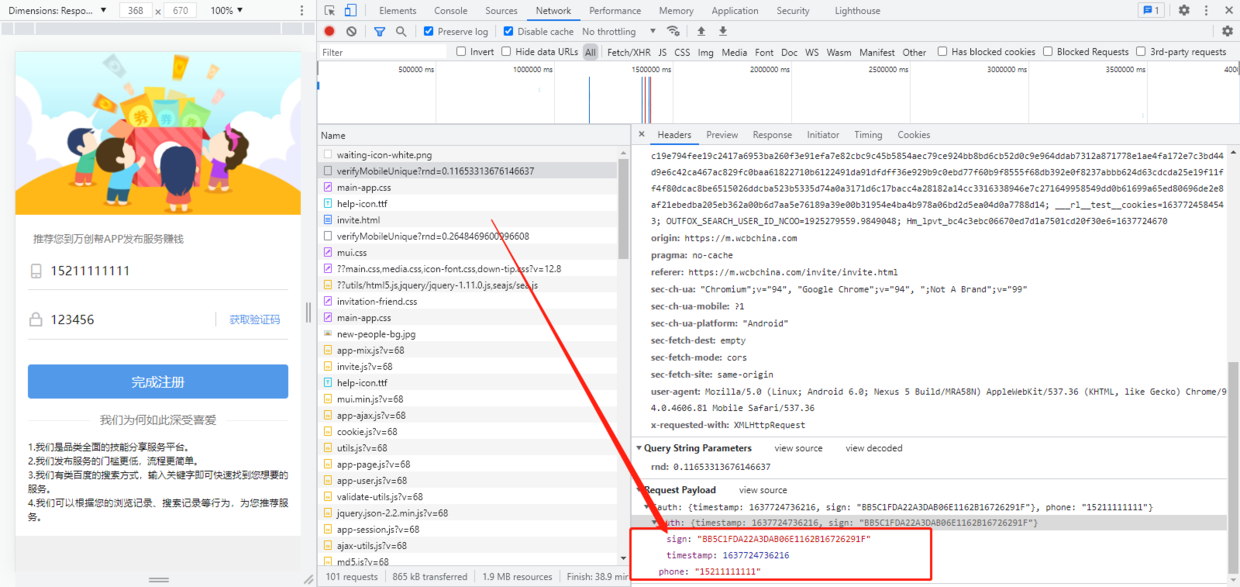 Dimensions: Respo... ▼ 368 x 670 100% ▼
Elements Console Sources Network Performance Memory Application Security Lighthouse 1
Preserve log Disable cache No throttling ▼
Filter Invert Hide data URLs All Fetch/XHR JS CSS Img Media Font Doc WS Wasm Manifest Other Has blocked cookies Blocked Requests 3rd-party requests
500000 ms 1000000 ms 1500000 ms 2000000 ms 2500000 ms 3000000 ms 3500000 ms 400
券 券 券
推荐您到万创帮APP发布服务赚钱
15211111111
123456 获取验证码
完成注册
我们为何如此深受喜爱
1.我们是品类全面的技能分享服务平台。
2.我们发布服务的门槛更低，流程更简单。
3.我们有类百度的搜索方式，输入关键字即可快速找到您想要的
服务。
4.我们可以根据您的浏览记录、搜索记录等行为，为您推荐服
务。
Name
waiting-icon-white.png
verifyMobileUnique?rnd=0.11653313676146637
main-app.css
help-icon.ttf
invite.html
verifyMobileUnique?rnd=0.2648469600996608
mui.css
??main.css,media.css,icon-font.css,down-tip.css?v=12.8
??utils/html5.js,jquery/jquery-1.11.0.js,seajs/sea.js
invitation-friend.css
main-app.css
new-people-bg.jpg
app-mix.js?v=68
invite.js?v=68
help-icon.ttf
mui.min.js?v=68
app-ajax.js?v=68
cookie.js?v=68
utils.js?v=68
app-page.js?v=68
app-user.js?v=68
validate-utils.js?v=68
jquery.json-2.2.min.js?v=68
app-session.js?v=68
ajax-utils.js?v=68
md5.js?v=68
101 requests 865 kB transferred 1.9 MB resources Finish: 38.9 min
Headers Preview Response Initiator Timing Cookies
c19e794fee19c2417a6953ba260f3e91efa7e82cbc9c45b5854aec79ce924bb8bd6cb52d0c9e964ddab7312a871778e1ae4fa172e7c3bd44
d9e6c42ca467ac829fc0baa61822710b6122491da91dfdff36e929b9c0ebd77f60b9f8555f68db392e0f8237abbb624d63cdcda25e19f11f
f4f80dcac8be6515026ddcba523b5335d74a0a3171d6c17bacc4a28182a14cc3316338946e7c271649958549dd0b61699a65ed80696de2e8
af21ebedba205eb362a00b6d7aa5e76189a39e00b31954e4ba4b978a06bd2d5ea04d0a7788d14; ___rl__test__cookies=163772458454
3; OUTFOX_SEARCH_USER_ID_NCOO=1925279559.9849048; Hm_lpvt_bc4c3ebc06670ed7d1a7501cd20f30e6=1637724670
origin: https://m.wcbchina.com
pragma: no-cache
referer: https://m.wcbchina.com/invite/invite.html
sec-ch-ua: "Chromium";v="94", "Google Chrome";v="94", ";Not A Brand";v="99"
sec-ch-ua-mobile: ?1
sec-ch-ua-platform: "Android"
sec-fetch-dest: empty
sec-fetch-mode: cors
sec-fetch-site: same-origin
user-agent: Mozilla/5.0 (Linux; Android 6.0; Nexus 5 Build/MRA58N) AppleWebKit/537.36 (KHTML, like Gecko) Chrome/9
4.0.4606.81 Mobile Safari/537.36
x-requested-with: XMLHttpRequest
Query String Parameters view source view decoded
rnd: 0.11653313676146637
Request Payload view source
auth: {timestamp: 1637724736216, sign: "BB5C1FDA22A3DAB06E1162B16726291F"}, phone: "15211111111"}
auth: {timestamp: 1637724736216, sign: "BB5C1FDA22A3DAB06E1162B16726291F"}
sign: "BB5C1FDA22A3DAB06E1162B16726291F"
timestamp: 1637724736216
phone: "15211111111"